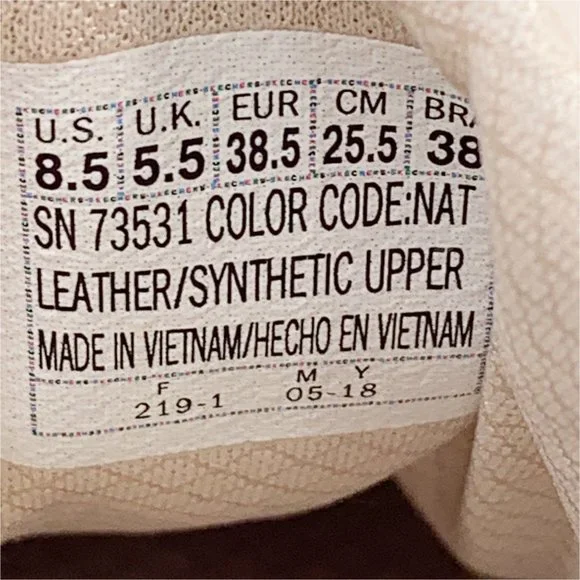 U.S. U.K. EUR CM BRA
8.5 5.5 38.5 25.5 38
SN 73531 COLOR CODE:NAT
LEATHER/SYNTHETIC UPPER
MADE IN VIETNAM/HECHO EN VIETNAM
F M Y
219-1 05-18